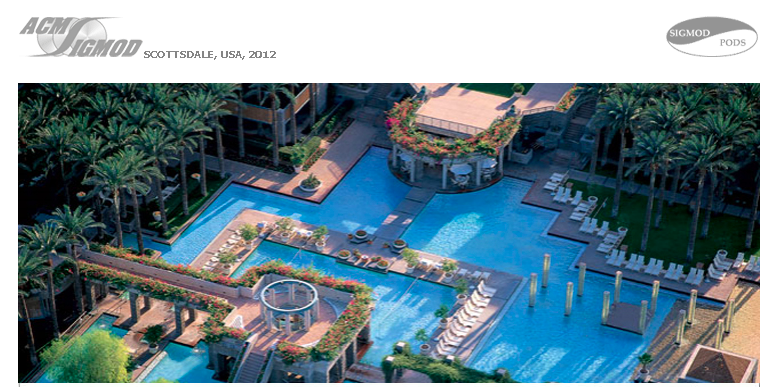 ACM
SIGMOD
SCOTTSDALE, USA, 2012
SIGMOD
PODS